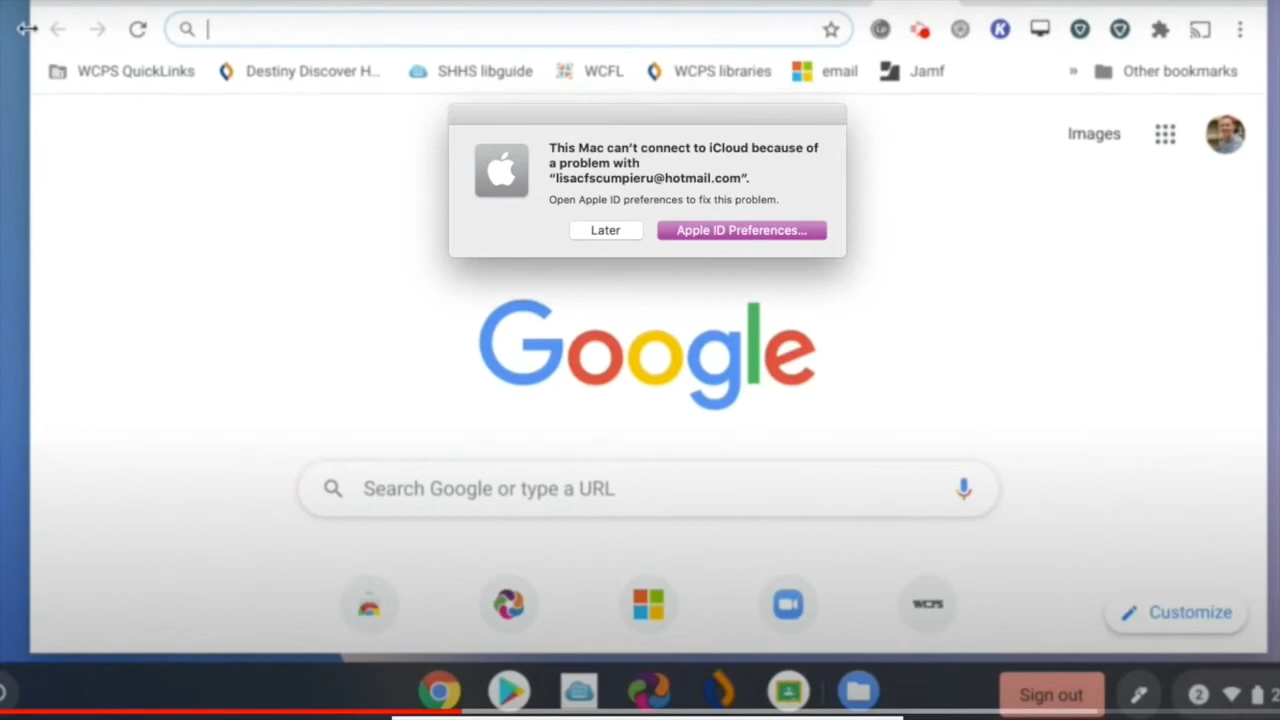 WCPS QuickLinks
Destiny Discover H...
SHHS libguide
WCFL
WCPS libraries
email
Jamf
»
Other bookmarks
Images
This Mac can't connect to iCloud because of
a problem with
“lisacfscumpieru@hotmail.com”.
Open Apple ID preferences to fix this problem.
Later
Apple ID Preferences...
Google
Search Google or type a URL
WCPS
Customize
Sign out
2